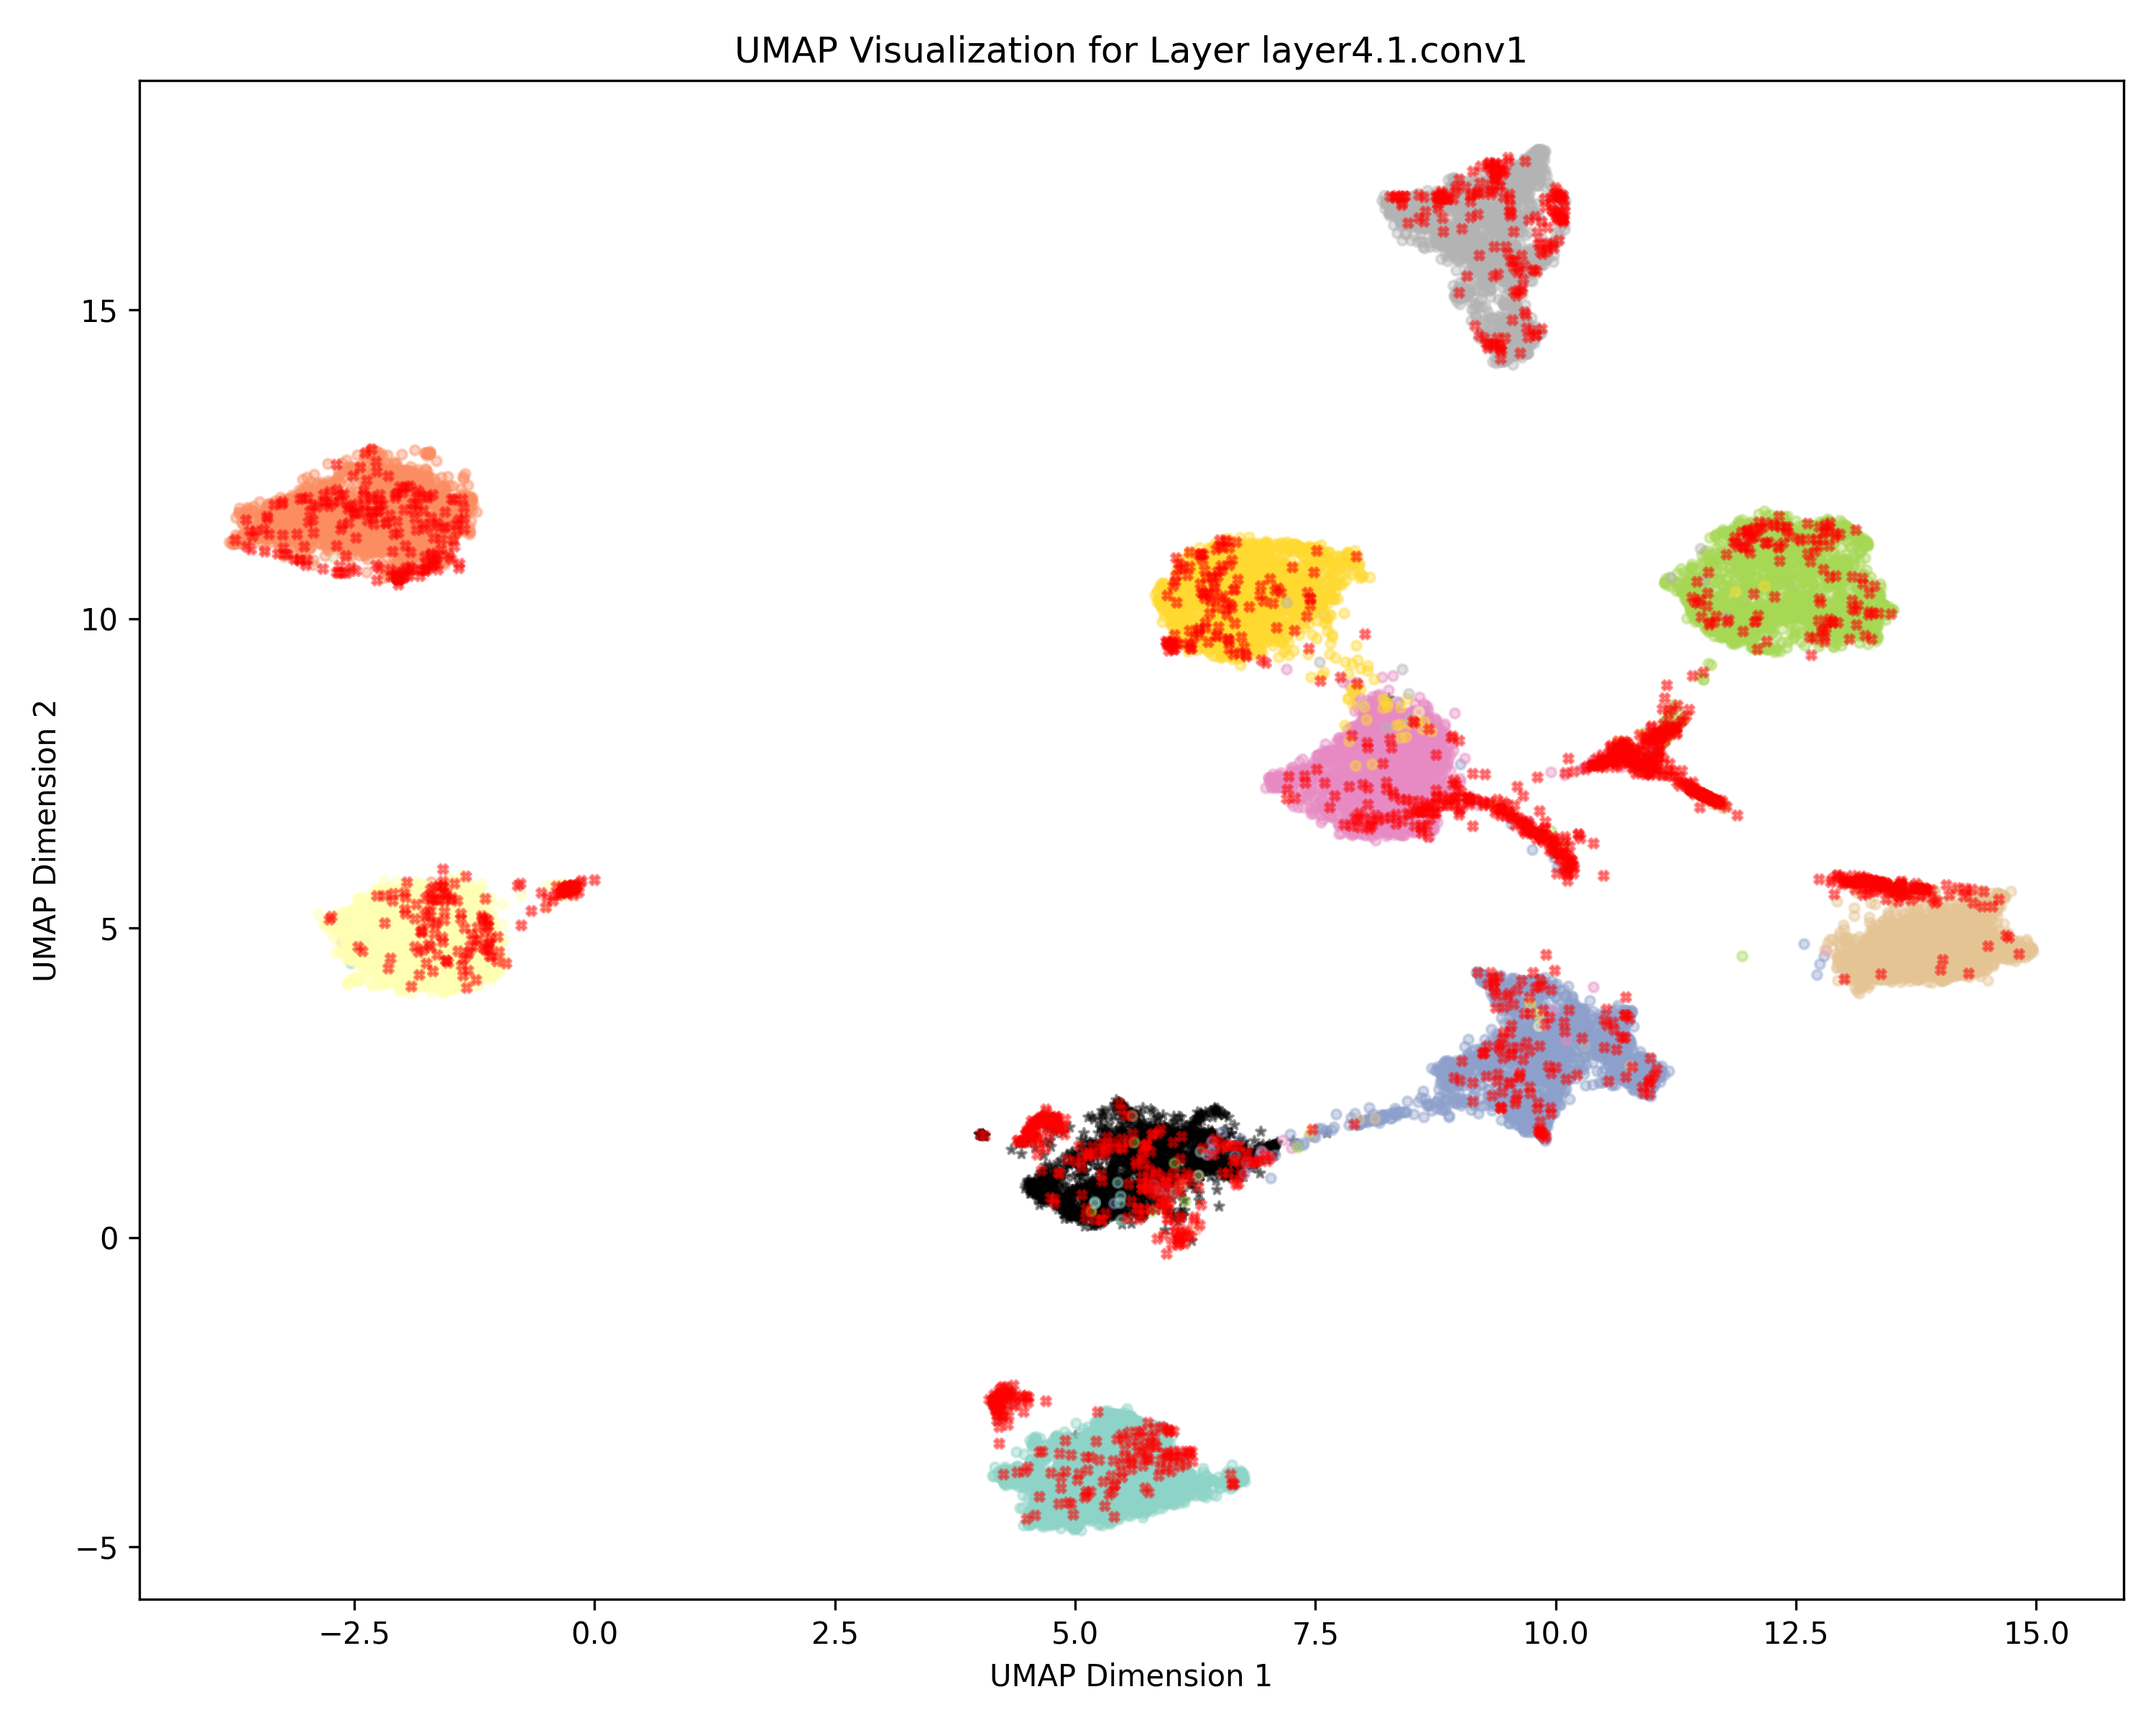 UMAP Visualization for Layer layer4.1.conv1
UMAP Dimension 2
15
10
5
0
−5
−2.5 0.0 2.5 5.0 7.5 10.0 12.5 15.0
UMAP Dimension 1